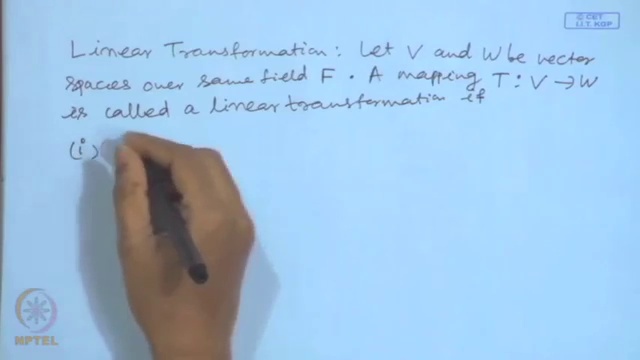 © CET
I.I.T. KGP
Linear Transformation: Let V and W be vector
spaces over same field F. A mapping T: V → W
is called a linear transformation if
(i)
NPTEL